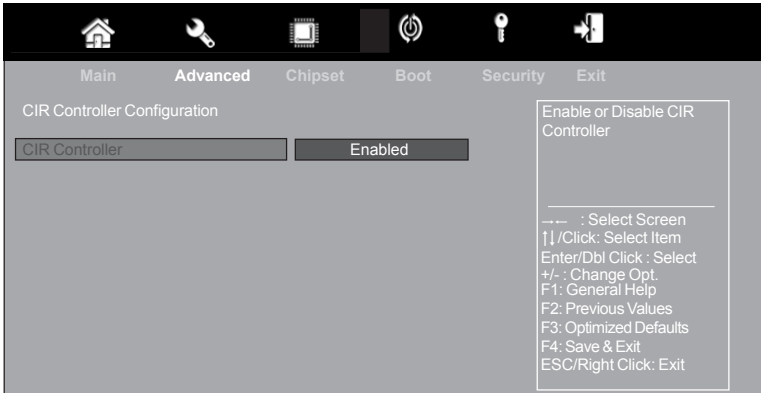 Main Advanced Chipset Boot Security Exit
CIR Controller Configuration
CIR Controller Enabled
Enable or Disable CIR
Controller
→← : Select Screen
↑↓/Click: Select Item
Enter/Dbl Click : Select
+/- : Change Opt.
F1: General Help
F2: Previous Values
F3: Optimized Defaults
F4: Save & Exit
ESC/Right Click: Exit